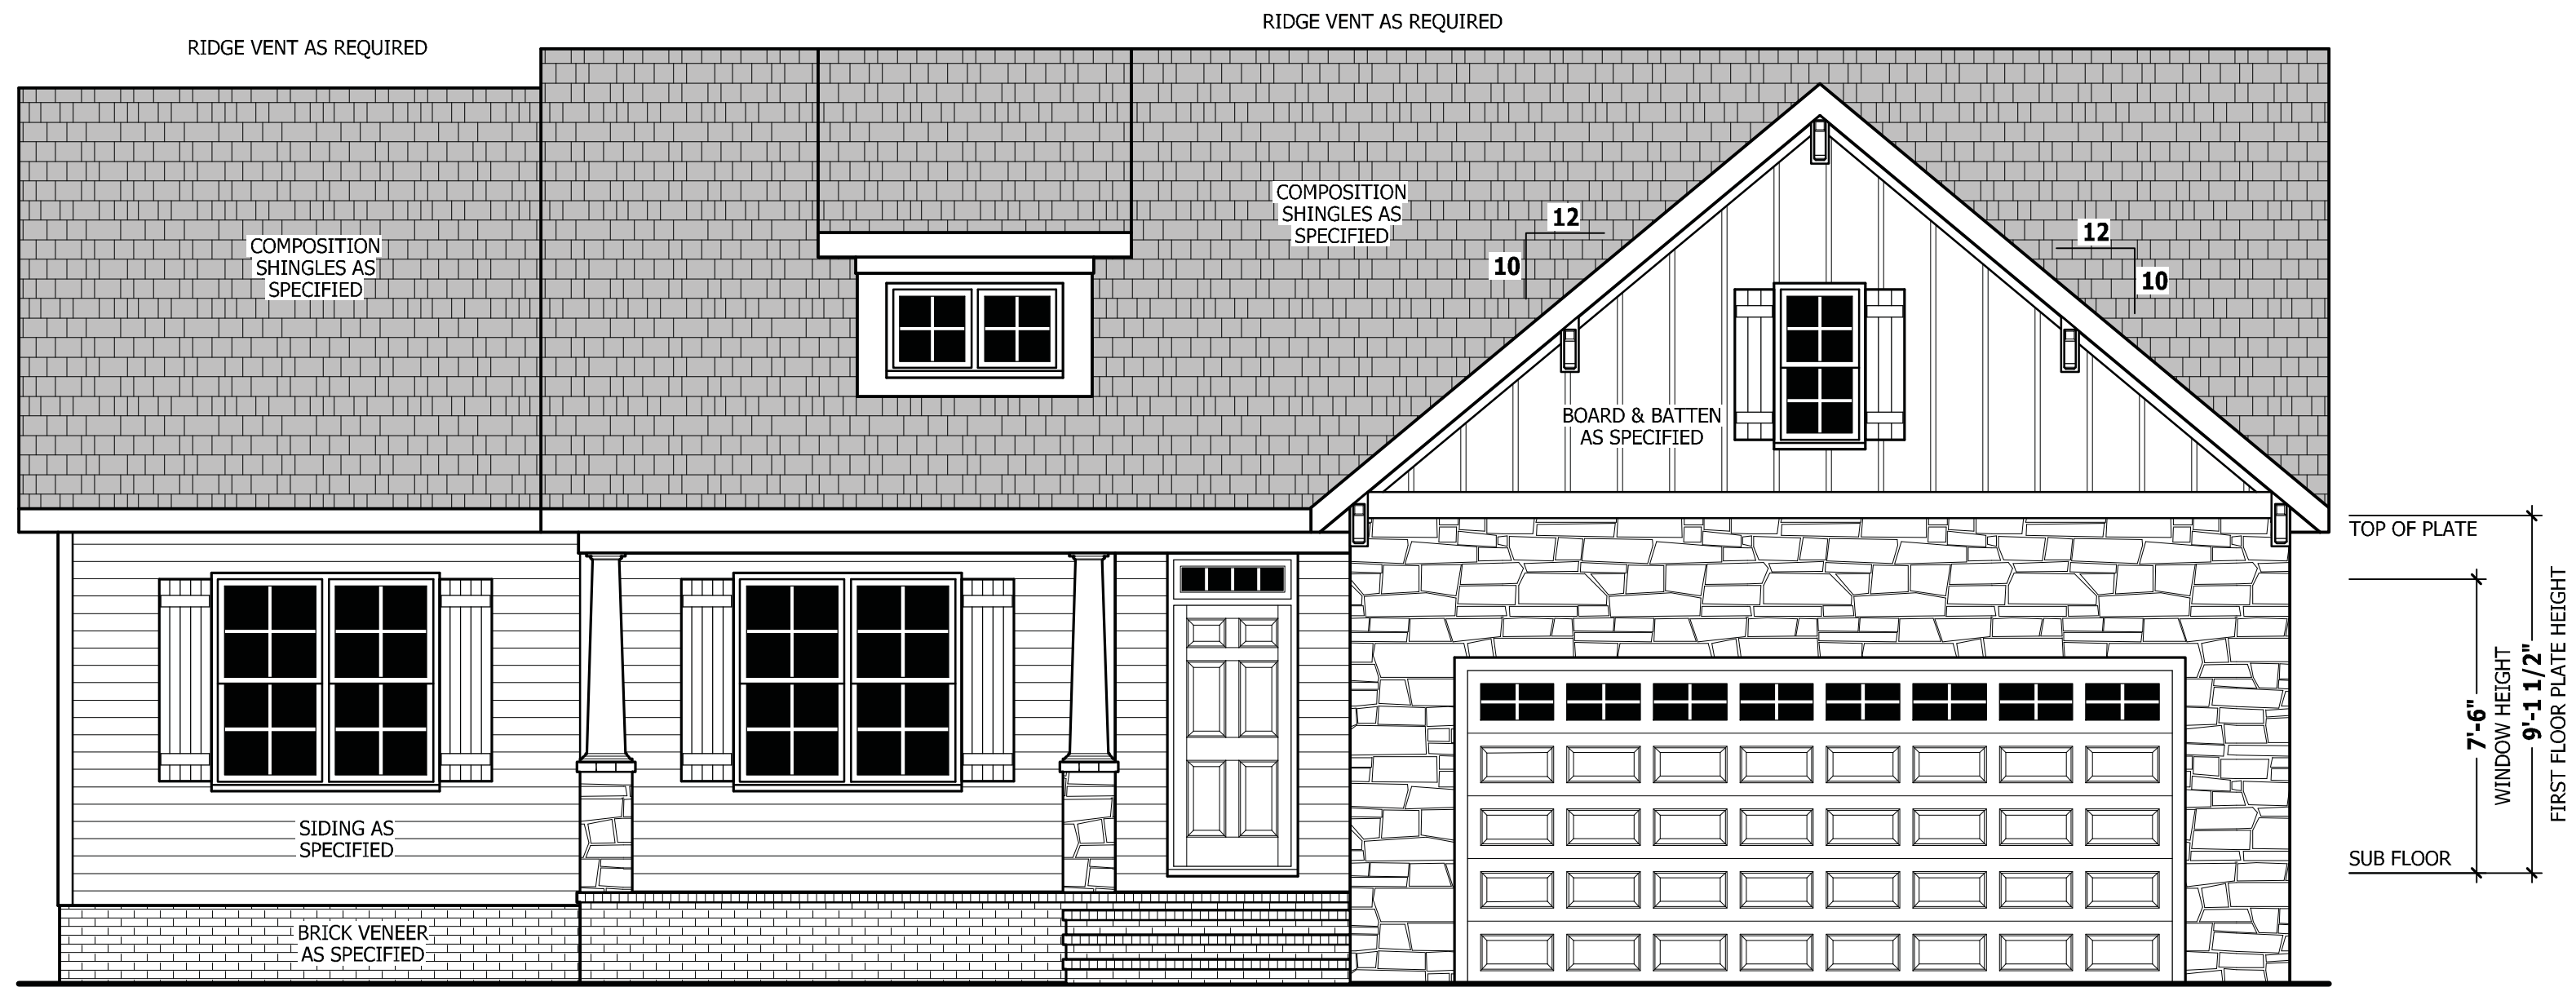 RIDGE VENT AS REQUIRED
RIDGE VENT AS REQUIRED
COMPOSITION
SHINGLES AS
SPECIFIED
COMPOSITION
SHINGLES AS
SPECIFIED
12
10
12
10
BOARD & BATTEN
AS SPECIFIED
TOP OF PLATE
7'-6"
WINDOW HEIGHT
9'-1 1/2"
FIRST FLOOR PLATE HEIGHT
SUB FLOOR
SIDING AS
SPECIFIED
BRICK VENEER
AS SPECIFIED